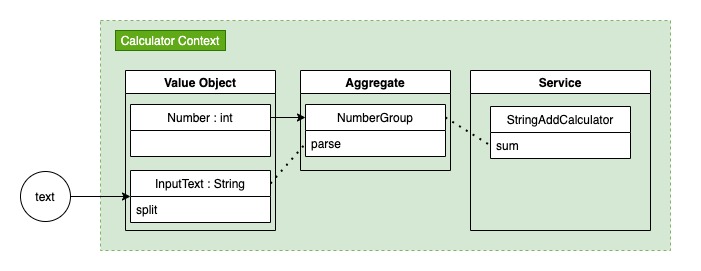 Calculator Context
Value Object
Aggregate
Service
Number : int
NumberGroup
parse
StringAddCalculator
sum
InputText : String
split
text